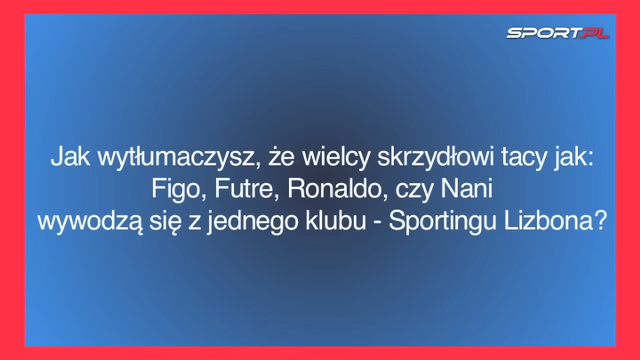 SPORT.PL
Jak wytłumaczysz, że wielcy skrzydłowi tacy jak:
Figo, Futre, Ronaldo, czy Nani
wywodzą się z jednego klubu - Sportingu Lizbona?